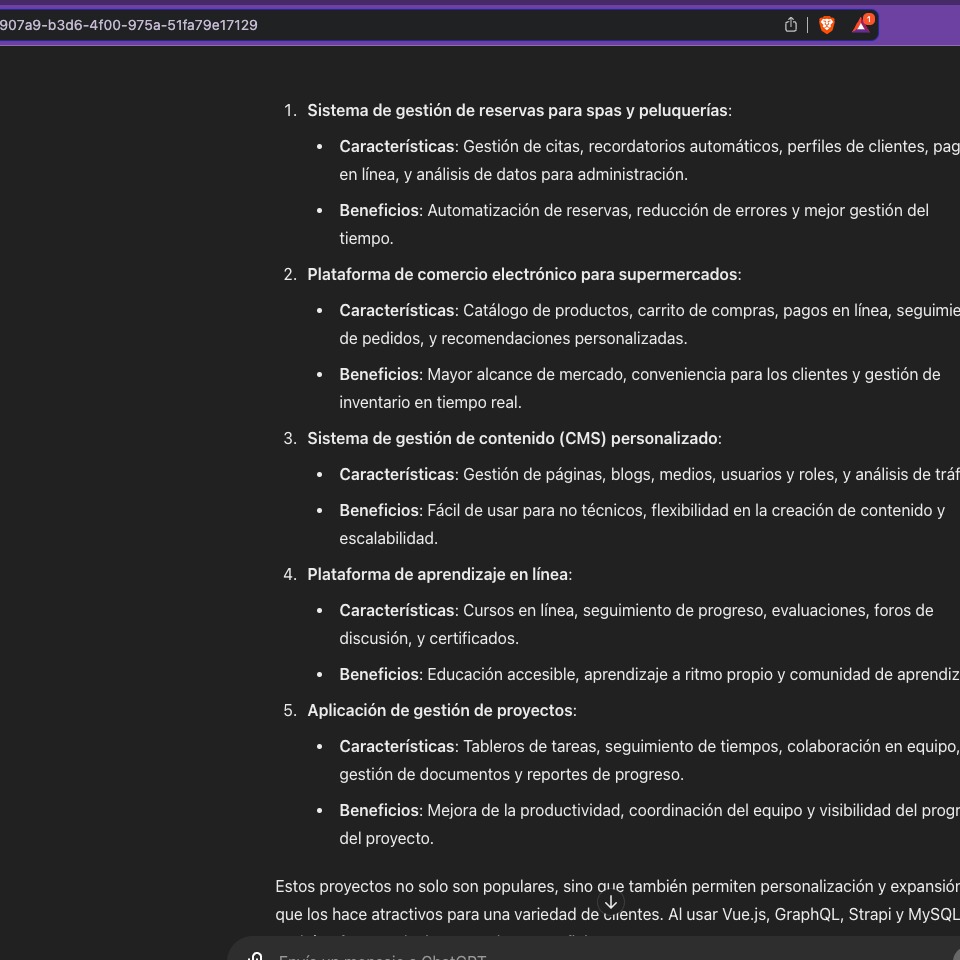 907a9-b3d6-4f00-975a-51fa79e17129
1
1. Sistema de gestión de reservas para spas y peluquerías:
• Características: Gestión de citas, recordatorios automáticos, perfiles de clientes, pag
en línea, y análisis de datos para administración.
• Beneficios: Automatización de reservas, reducción de errores y mejor gestión del
tiempo.
2. Plataforma de comercio electrónico para supermercados:
• Características: Catálogo de productos, carrito de compras, pagos en línea, seguimie
de pedidos, y recomendaciones personalizadas.
• Beneficios: Mayor alcance de mercado, conveniencia para los clientes y gestión de
inventario en tiempo real.
3. Sistema de gestión de contenido (CMS) personalizado:
• Características: Gestión de páginas, blogs, medios, usuarios y roles, y análisis de tráf
• Beneficios: Fácil de usar para no técnicos, flexibilidad en la creación de contenido y
escalabilidad.
4. Plataforma de aprendizaje en línea:
• Características: Cursos en línea, seguimiento de progreso, evaluaciones, foros de
discusión, y certificados.
• Beneficios: Educación accesible, aprendizaje a ritmo propio y comunidad de aprendiz
5. Aplicación de gestión de proyectos:
• Características: Tableros de tareas, seguimiento de tiempos, colaboración en equipo,
gestión de documentos y reportes de progreso.
• Beneficios: Mejora de la productividad, coordinación del equipo y visibilidad del progr
del proyecto.
Estos proyectos no solo son populares, sino que también permiten personalización y expansión
que los hace atractivos para una variedad de clientes. Al usar Vue.js, GraphQL, Strapi y MySQL
Envía un mensaje a ChatGPT